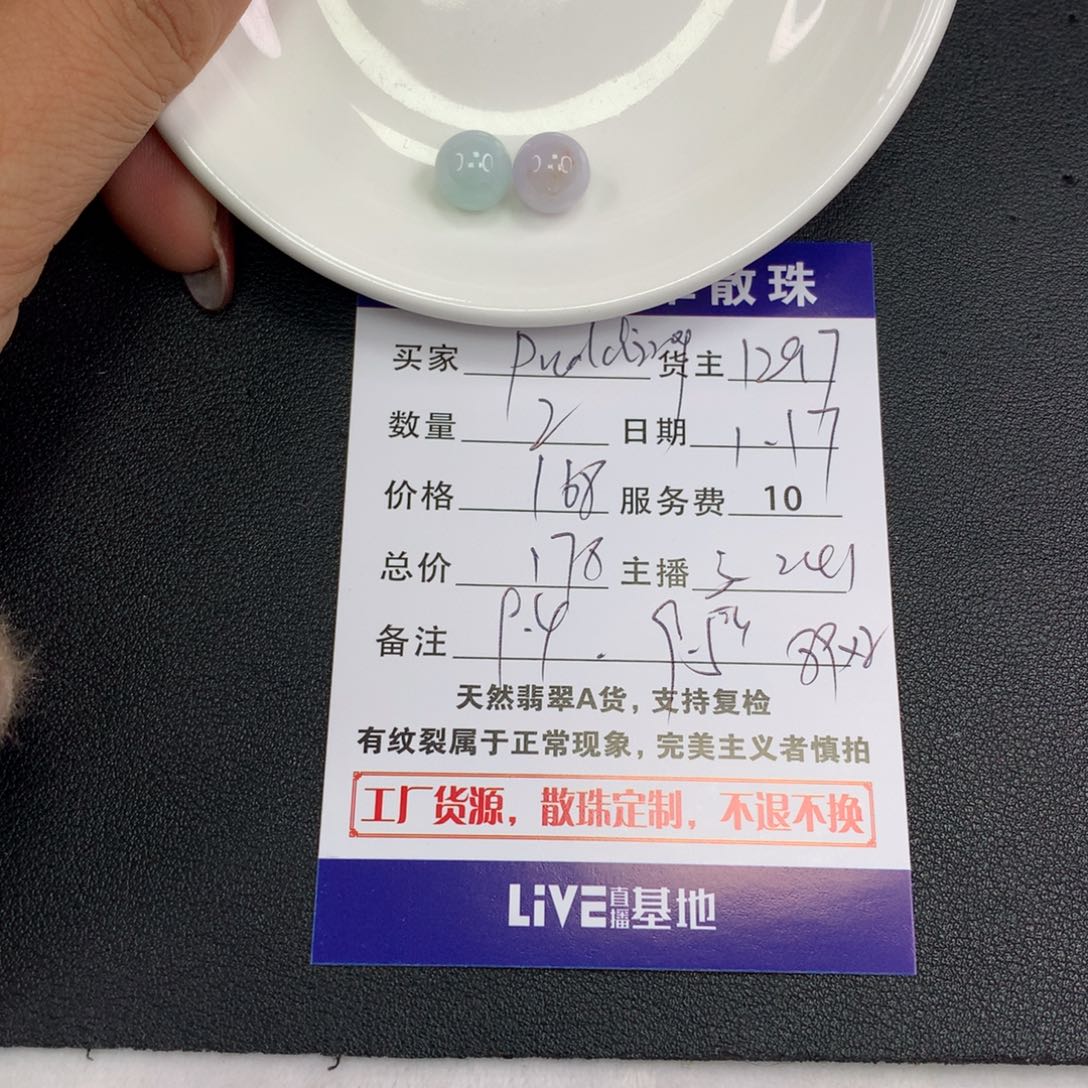 散珠
买家 Pudding 货主 1297
数量 2 日期 1.17
价格 168 服务费 10
总价 178 主播
备注 9.4
天然翡翠A货，支持复检
有纹裂属于正常现象，完美主义者慎拍
工厂货源，散珠定制，不退不换
LiVE直播基地